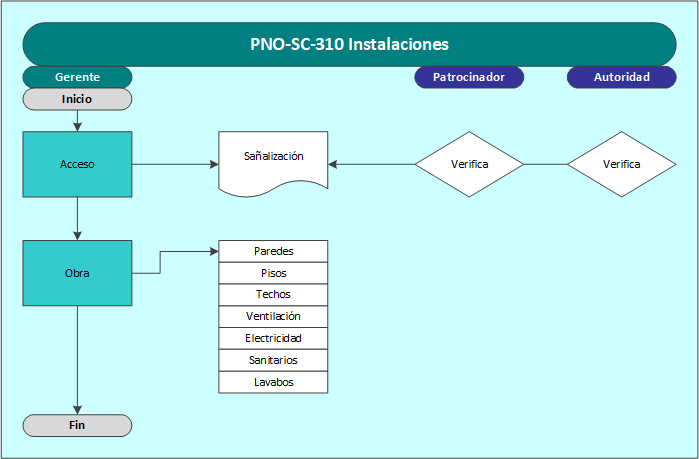 PNO-SC-310 Instalaciones
Gerente
Patrocinador
Autoridad
Inicio
Acceso
Sañalización
Verifica
Verifica
Obra
Paredes
Pisos
Techos
Ventilación
Electricidad
Sanitarios
Lavabos
Fin